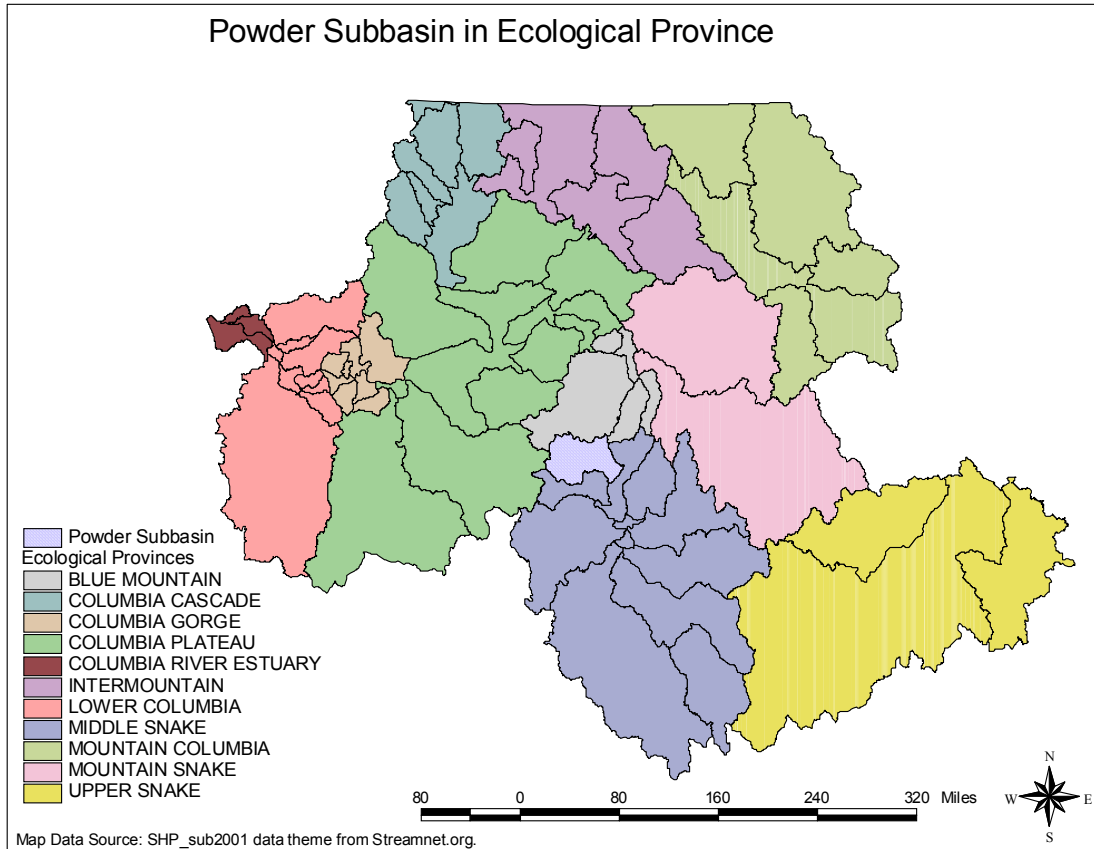 Powder Subbasin in Ecological Province
Powder Subbasin
Ecological Provinces
BLUE MOUNTAIN
COLUMBIA CASCADE
COLUMBIA GORGE
COLUMBIA PLATEAU
COLUMBIA RIVER ESTUARY
INTERMOUNTAIN
LOWER COLUMBIA
MIDDLE SNAKE
MOUNTAIN COLUMBIA
MOUNTAIN SNAKE
UPPER SNAKE
80 0 80 160 240 320 Miles
N
W E
S
Map Data Source: SHP_sub2001 data theme from Streamnet.org.